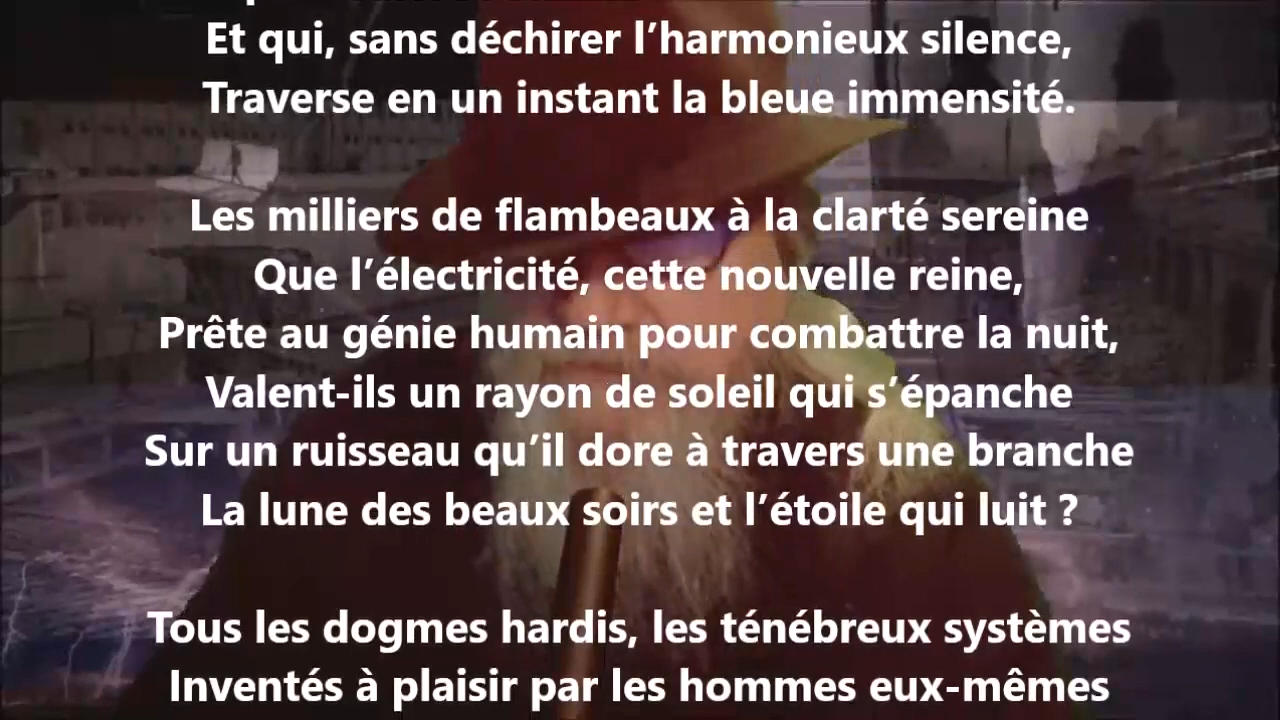 Et qui, sans déchirer l’harmonieux silence,
Traverse en un instant la bleue immensité.
Les milliers de flambeaux à la clarté sereine
Que l’électricité, cette nouvelle reine,
Prête au génie humain pour combattre la nuit,
Valent-ils un rayon de soleil qui s’épanche
Sur un ruisseau qu’il dore à travers une branche
La lune des beaux soirs et l’étoile qui luit ?
Tous les dogmes hardis, les ténébreux systèmes
Inventés à plaisir par les hommes eux-mêmes